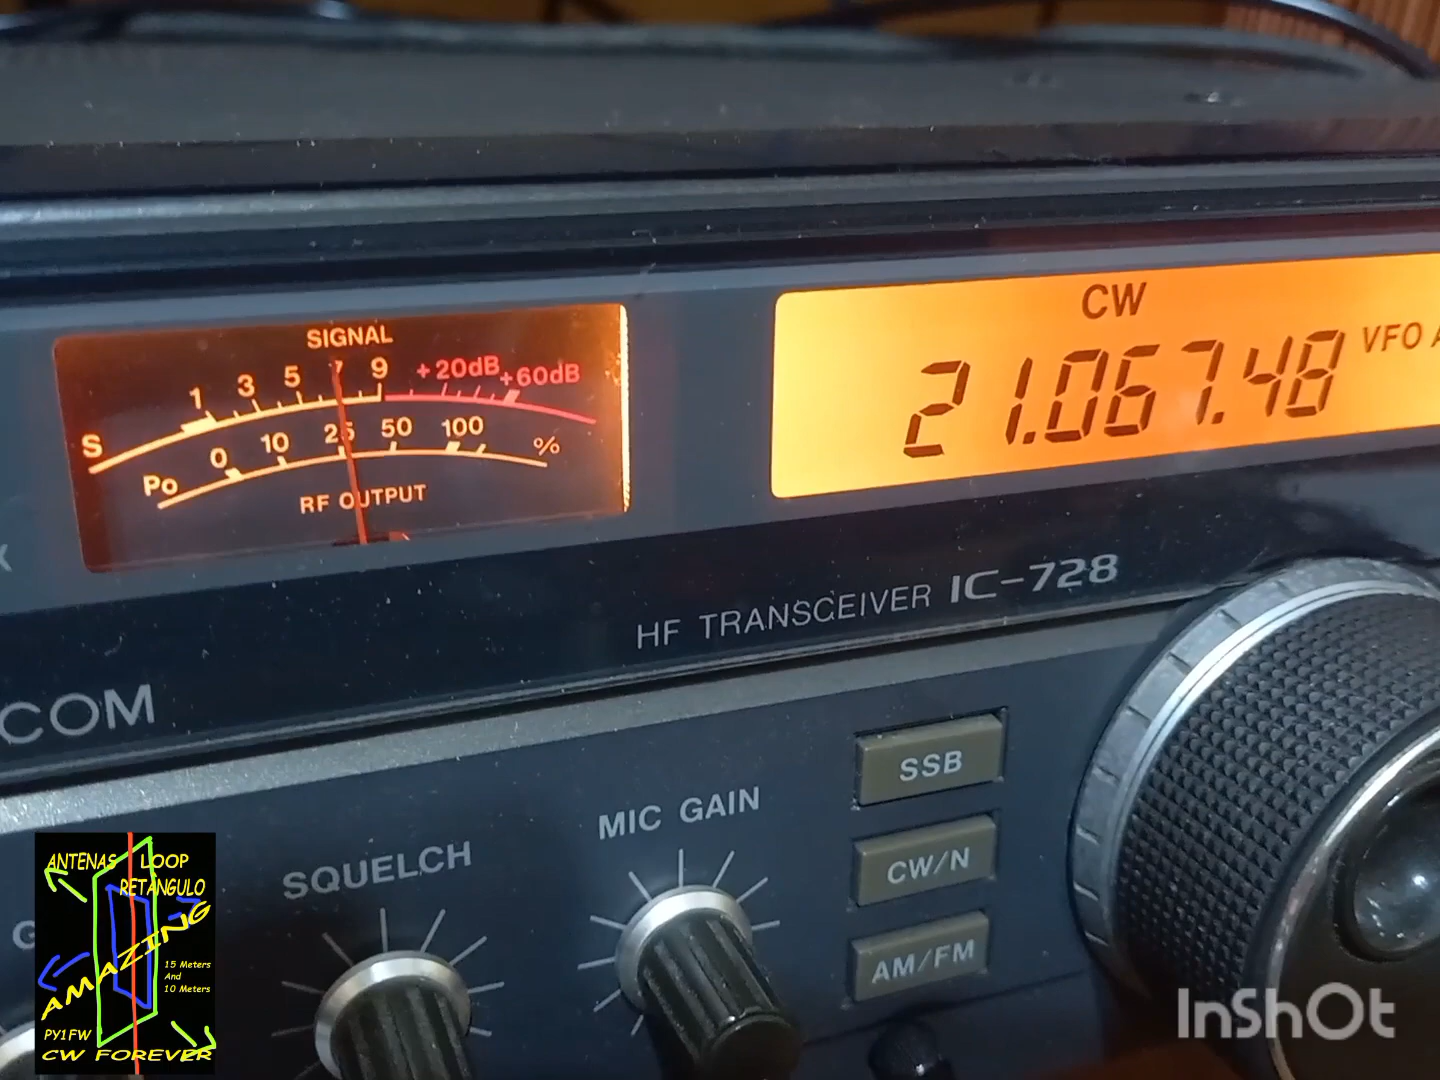 SIGNAL
1 3 5 7 9 +20dB +60dB
S
Po 0 10 25 50 100 %
RF OUTPUT
CW
21.067.48 VFO A
X
HF TRANSCEIVER IC-728
COM
SSB
MIC GAIN
CW/N
SQUELCH
AM/FM
G
ANTENAS LOOP
RETANGULO
AMAZING
15 Meters
And
10 Meters
PY1FW
CW FOREVER
InShOt